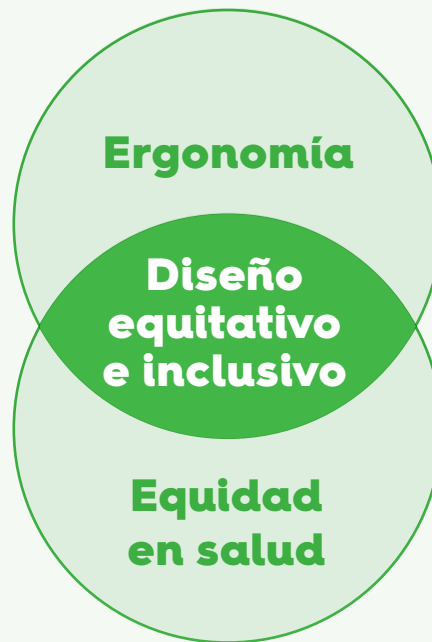 Ergonomía
Diseño
equitativo
e inclusivo
Equidad
en salud